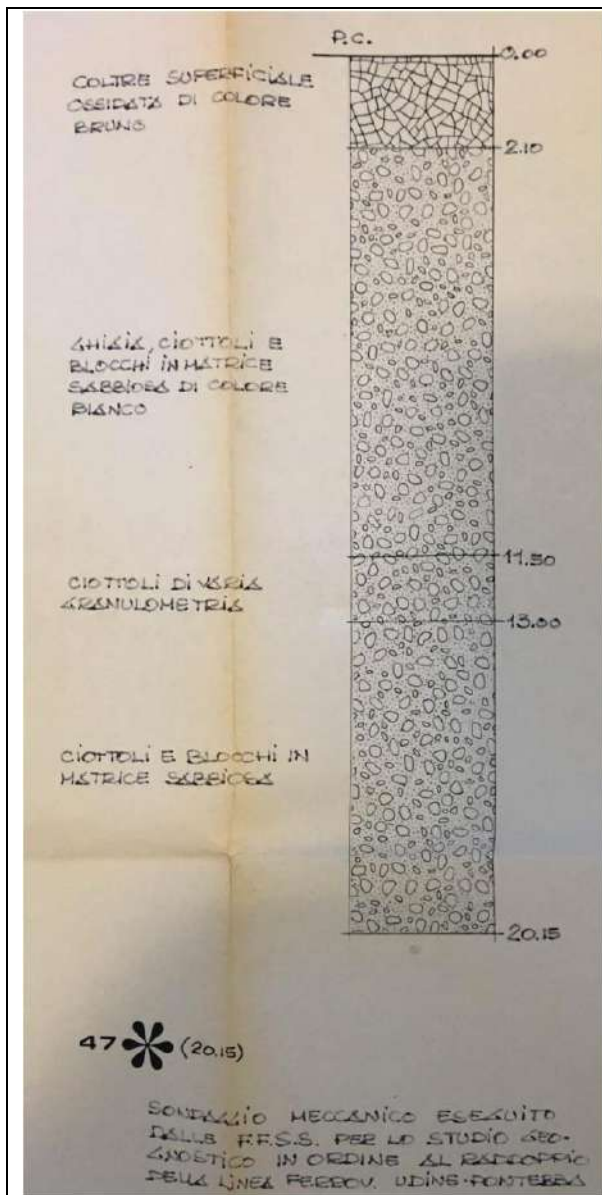 P.C.
0.00
COLTRE SUPERFICIALE
OSSIDATA DI COLORE
BRUNO
2.10
GHIAIA, CIOTTOLI E
BLOCCHI IN MATRICE
SABBIOSA DI COLORE
BIANCO
11.50
CIOTTOLI DI VARIA
GRANULOMETRIA
13.00
CIOTTOLI E BLOCCHI IN
MATRICE SABBIOSA
20.15
47 (20.15)
SONDAGGIO MECCANICO ESEGUITO
DALLE F.F.S.S. PER LO STUDIO GEO-
GNOSTICO IN ORDINE AL RADDOPPIO
DELLA LINEA FERROV. UDINE-PONTEBBA